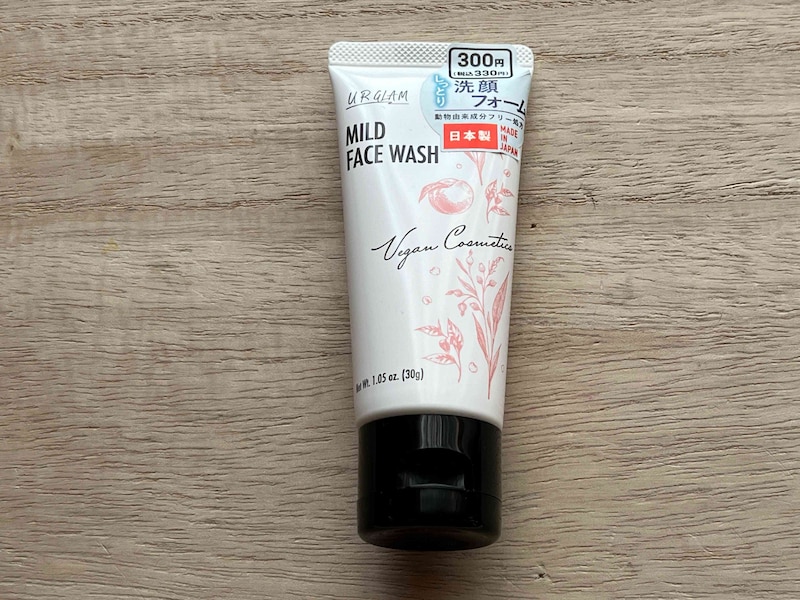 300円
(税込330円)
URGLAM
しっとり
洗顔
フォーム
動物由来成分フリー処方
MILD
FACE WASH
日本製
MADE
IN
JAPAN
Vegan Cosmetics
Net Wt. 1.05 oz. (30g)